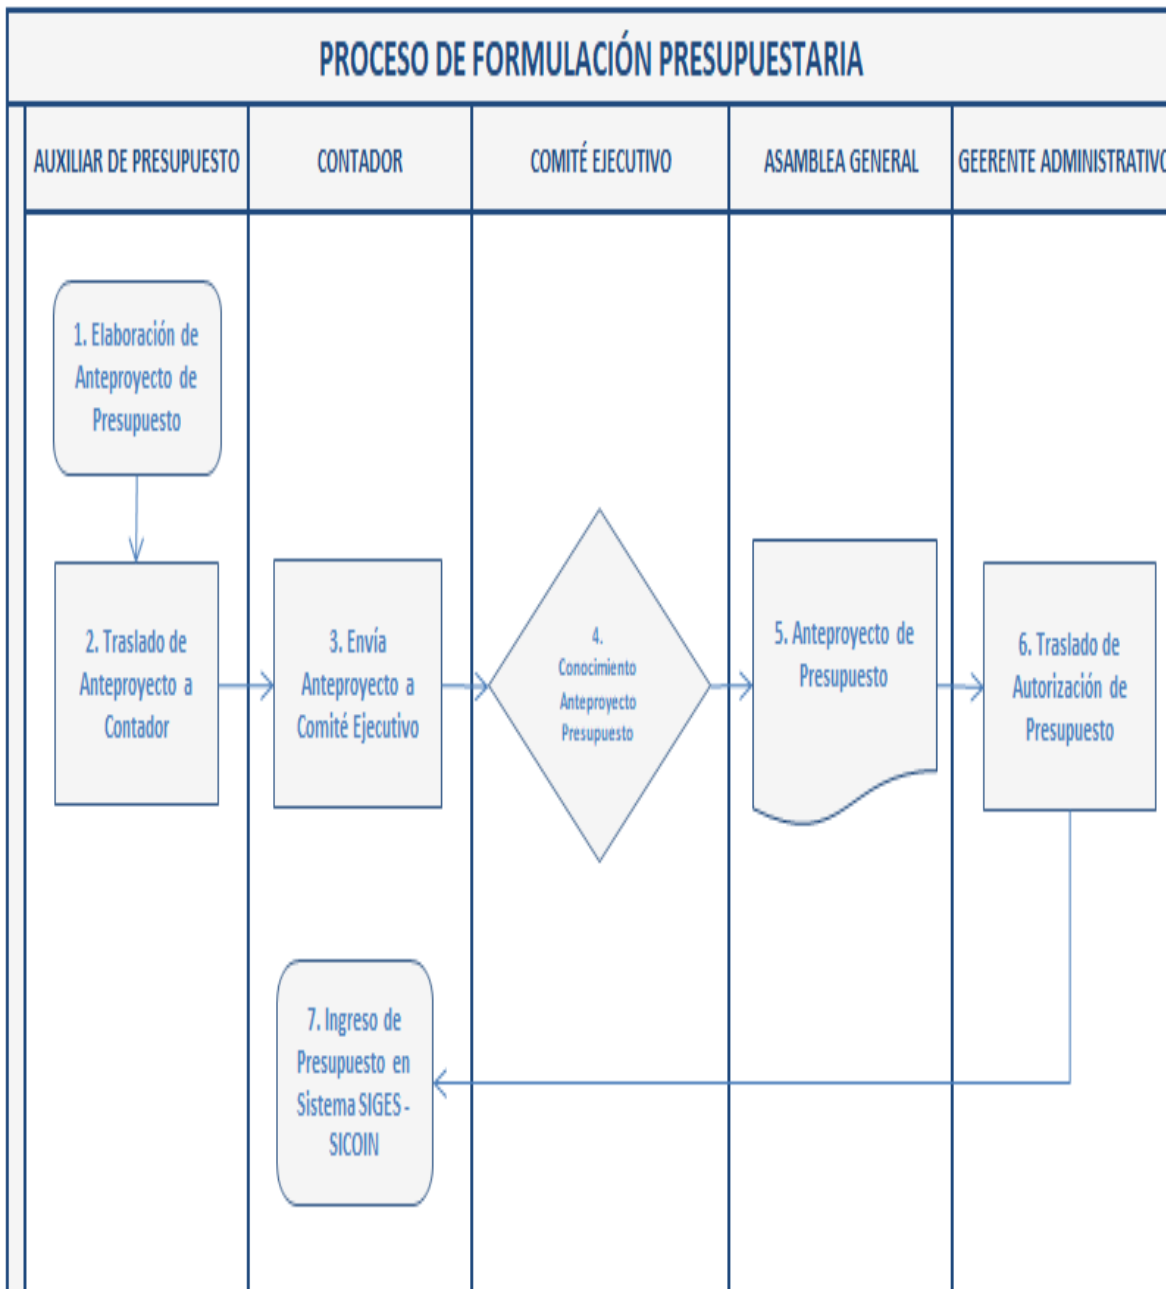 PROCESO DE FORMULACIÓN PRESUPUESTARIA
AUXILIAR DE PRESUPUESTO
CONTADOR
COMITÉ EJECUTIVO
ASAMBLEA GENERAL
GEERENTE ADMINISTRATIVO
1. Elaboración de
Anteproyecto de
Presupuesto
2. Traslado de
Anteproyecto a
Contador
3. Envía
Anteproyecto a
Comité Ejecutivo
4.
Conocimiento
Anteproyecto
Presupuesto
5. Anteproyecto de
Presupuesto
6. Traslado de
Autorización de
Presupuesto
7. Ingreso de
Presupuesto en
Sistema SIGES -
SICOIN